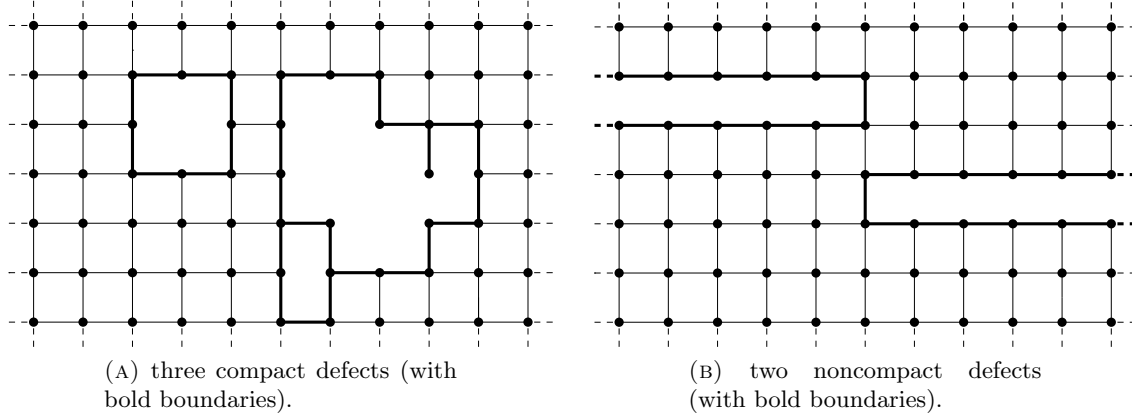 (A) three compact defects (with
bold boundaries).
(B) two noncompact defects
(with bold boundaries).